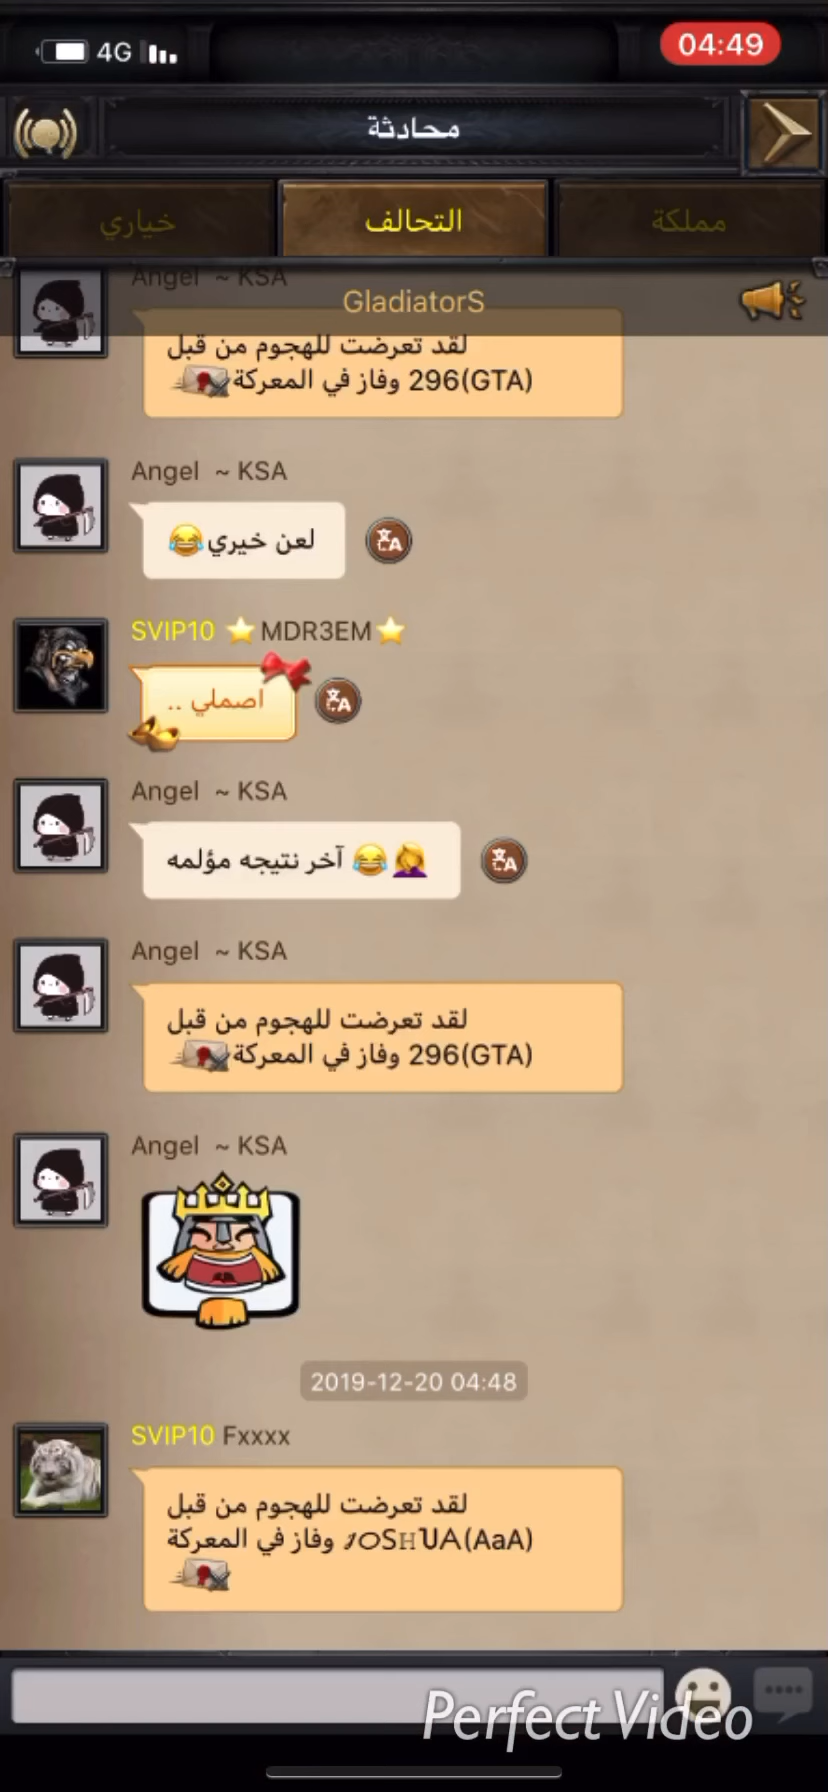 4G
04:49
محادثة
خياري
التحالف
مملكة
Angel ~ KSA
GladiatorS
لقد تعرضت للهجوم من قبل
296(GTA) وفاز في المعركة
Angel ~ KSA
لعن خيري😂
SVIP10 ⭐MDR3EM⭐
اصملي ..
Angel ~ KSA
آخر نتيجه مؤلمه 😂🤦‍♀️
Angel ~ KSA
لقد تعرضت للهجوم من قبل
296(GTA) وفاز في المعركة
Angel ~ KSA
2019-12-20 04:48
SVIP10 Fxxxx
لقد تعرضت للهجوم من قبل
JOSHUA(AaA) وفاز في المعركة
Perfect Video